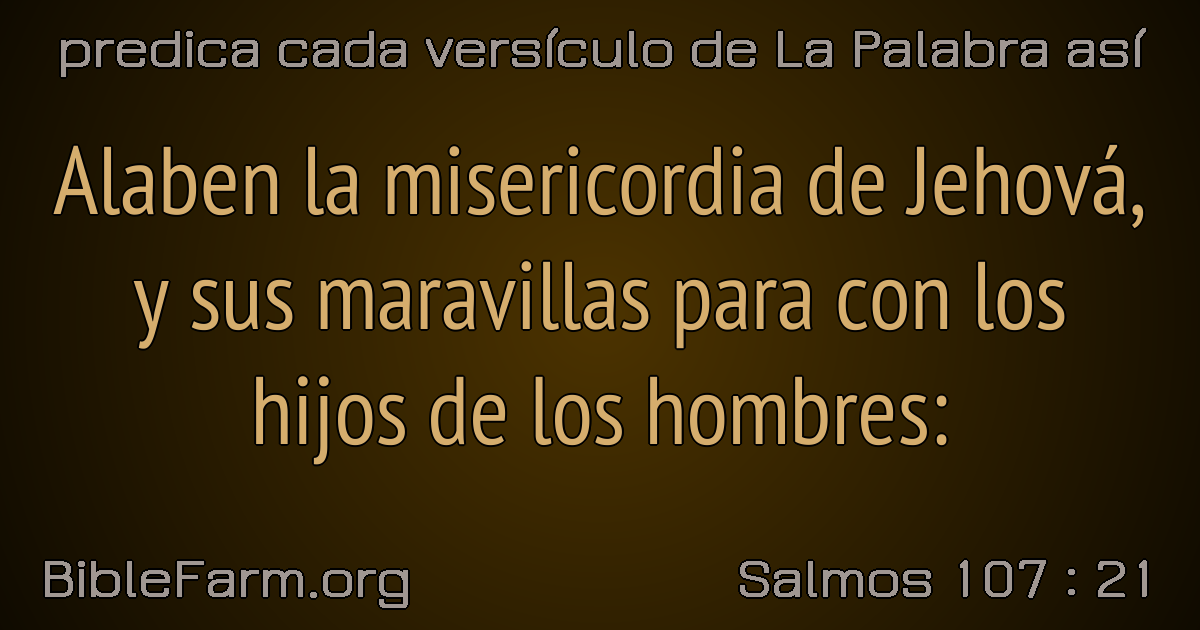 predica cada versículo de La Palabra así
Alaben la misericordia de Jehová,
y sus maravillas para con los
hijos de los hombres:
BibleFarm.org
Salmos 107 : 21